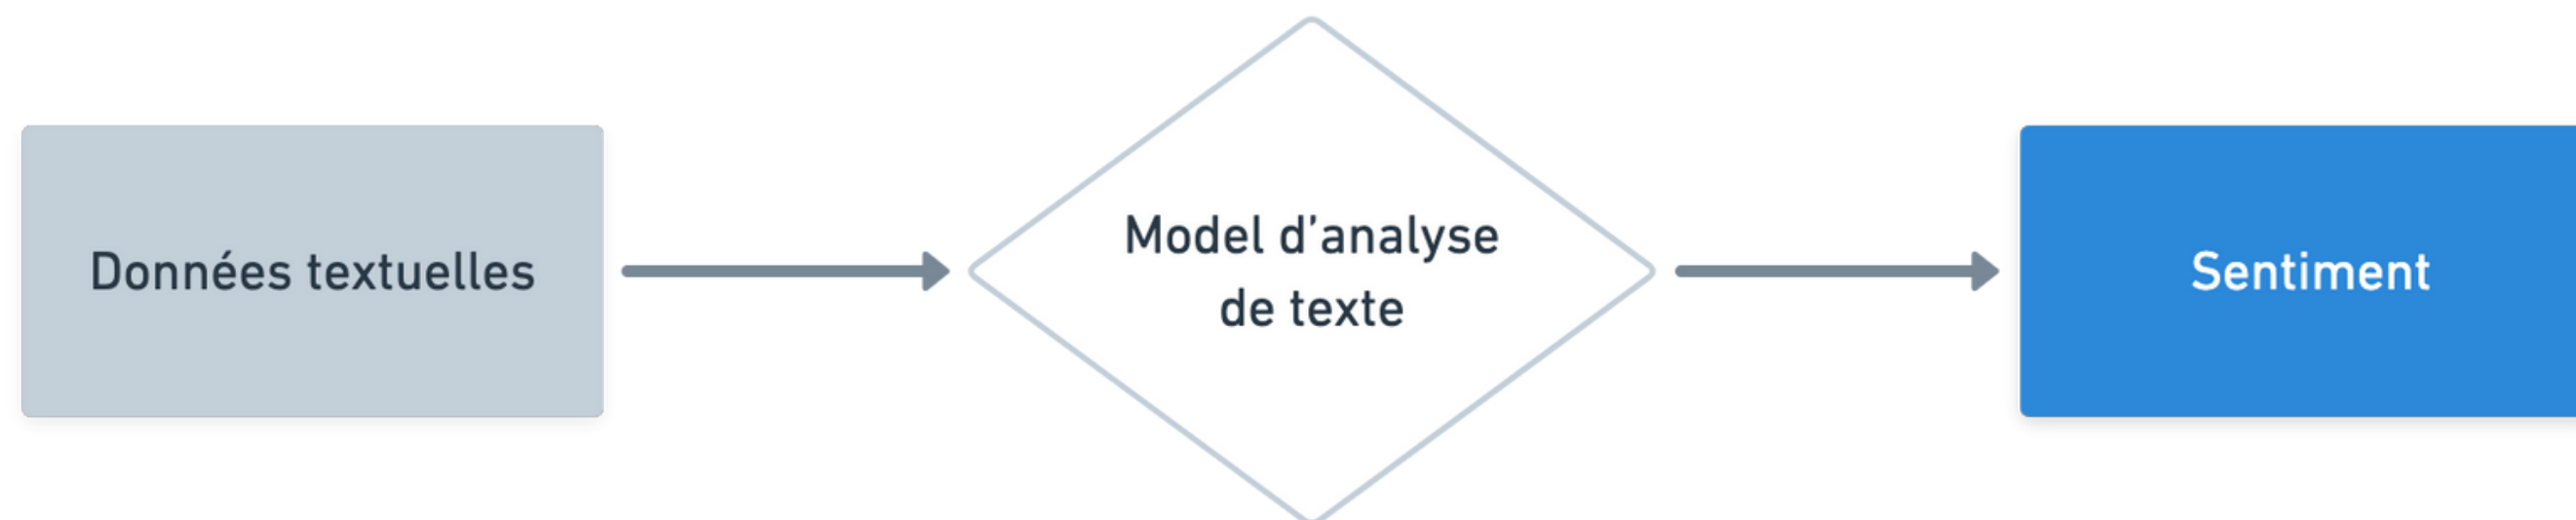 Données textuelles
Model d’analyse
de texte
Sentiment